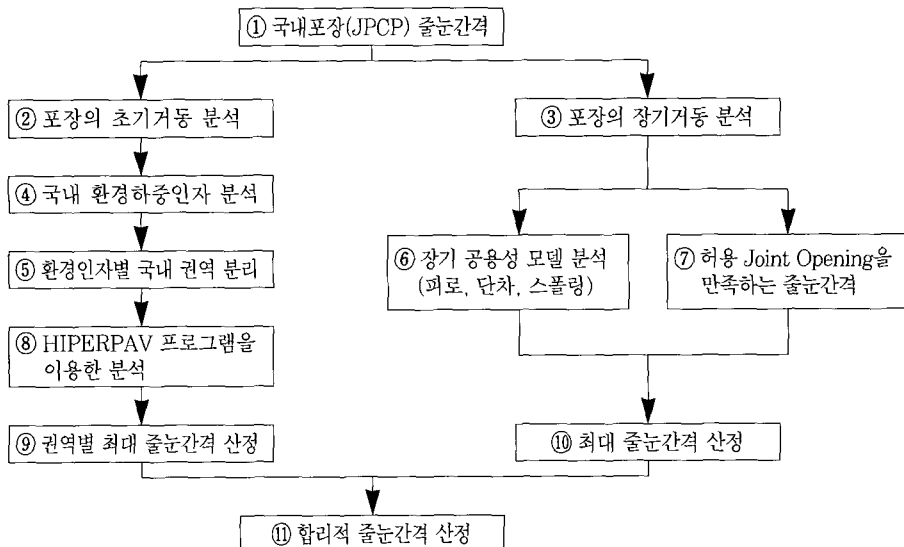 ① 국내포장(JPCP) 줄눈간격
② 포장의 초기거동 분석
③ 포장의 장기거동 분석
④ 국내 환경하중인자 분석
⑤ 환경인자별 국내 권역 분리
⑥ 장기 공용성 모델 분석
(피로, 단차, 스폴링)
⑦ 허용 Joint Opening을
만족하는 줄눈간격
⑧ HIPERPAV 프로그램을
이용한 분석
⑨ 권역별 최대 줄눈간격 산정
⑩ 최대 줄눈간격 산정
⑪ 합리적 줄눈간격 산정